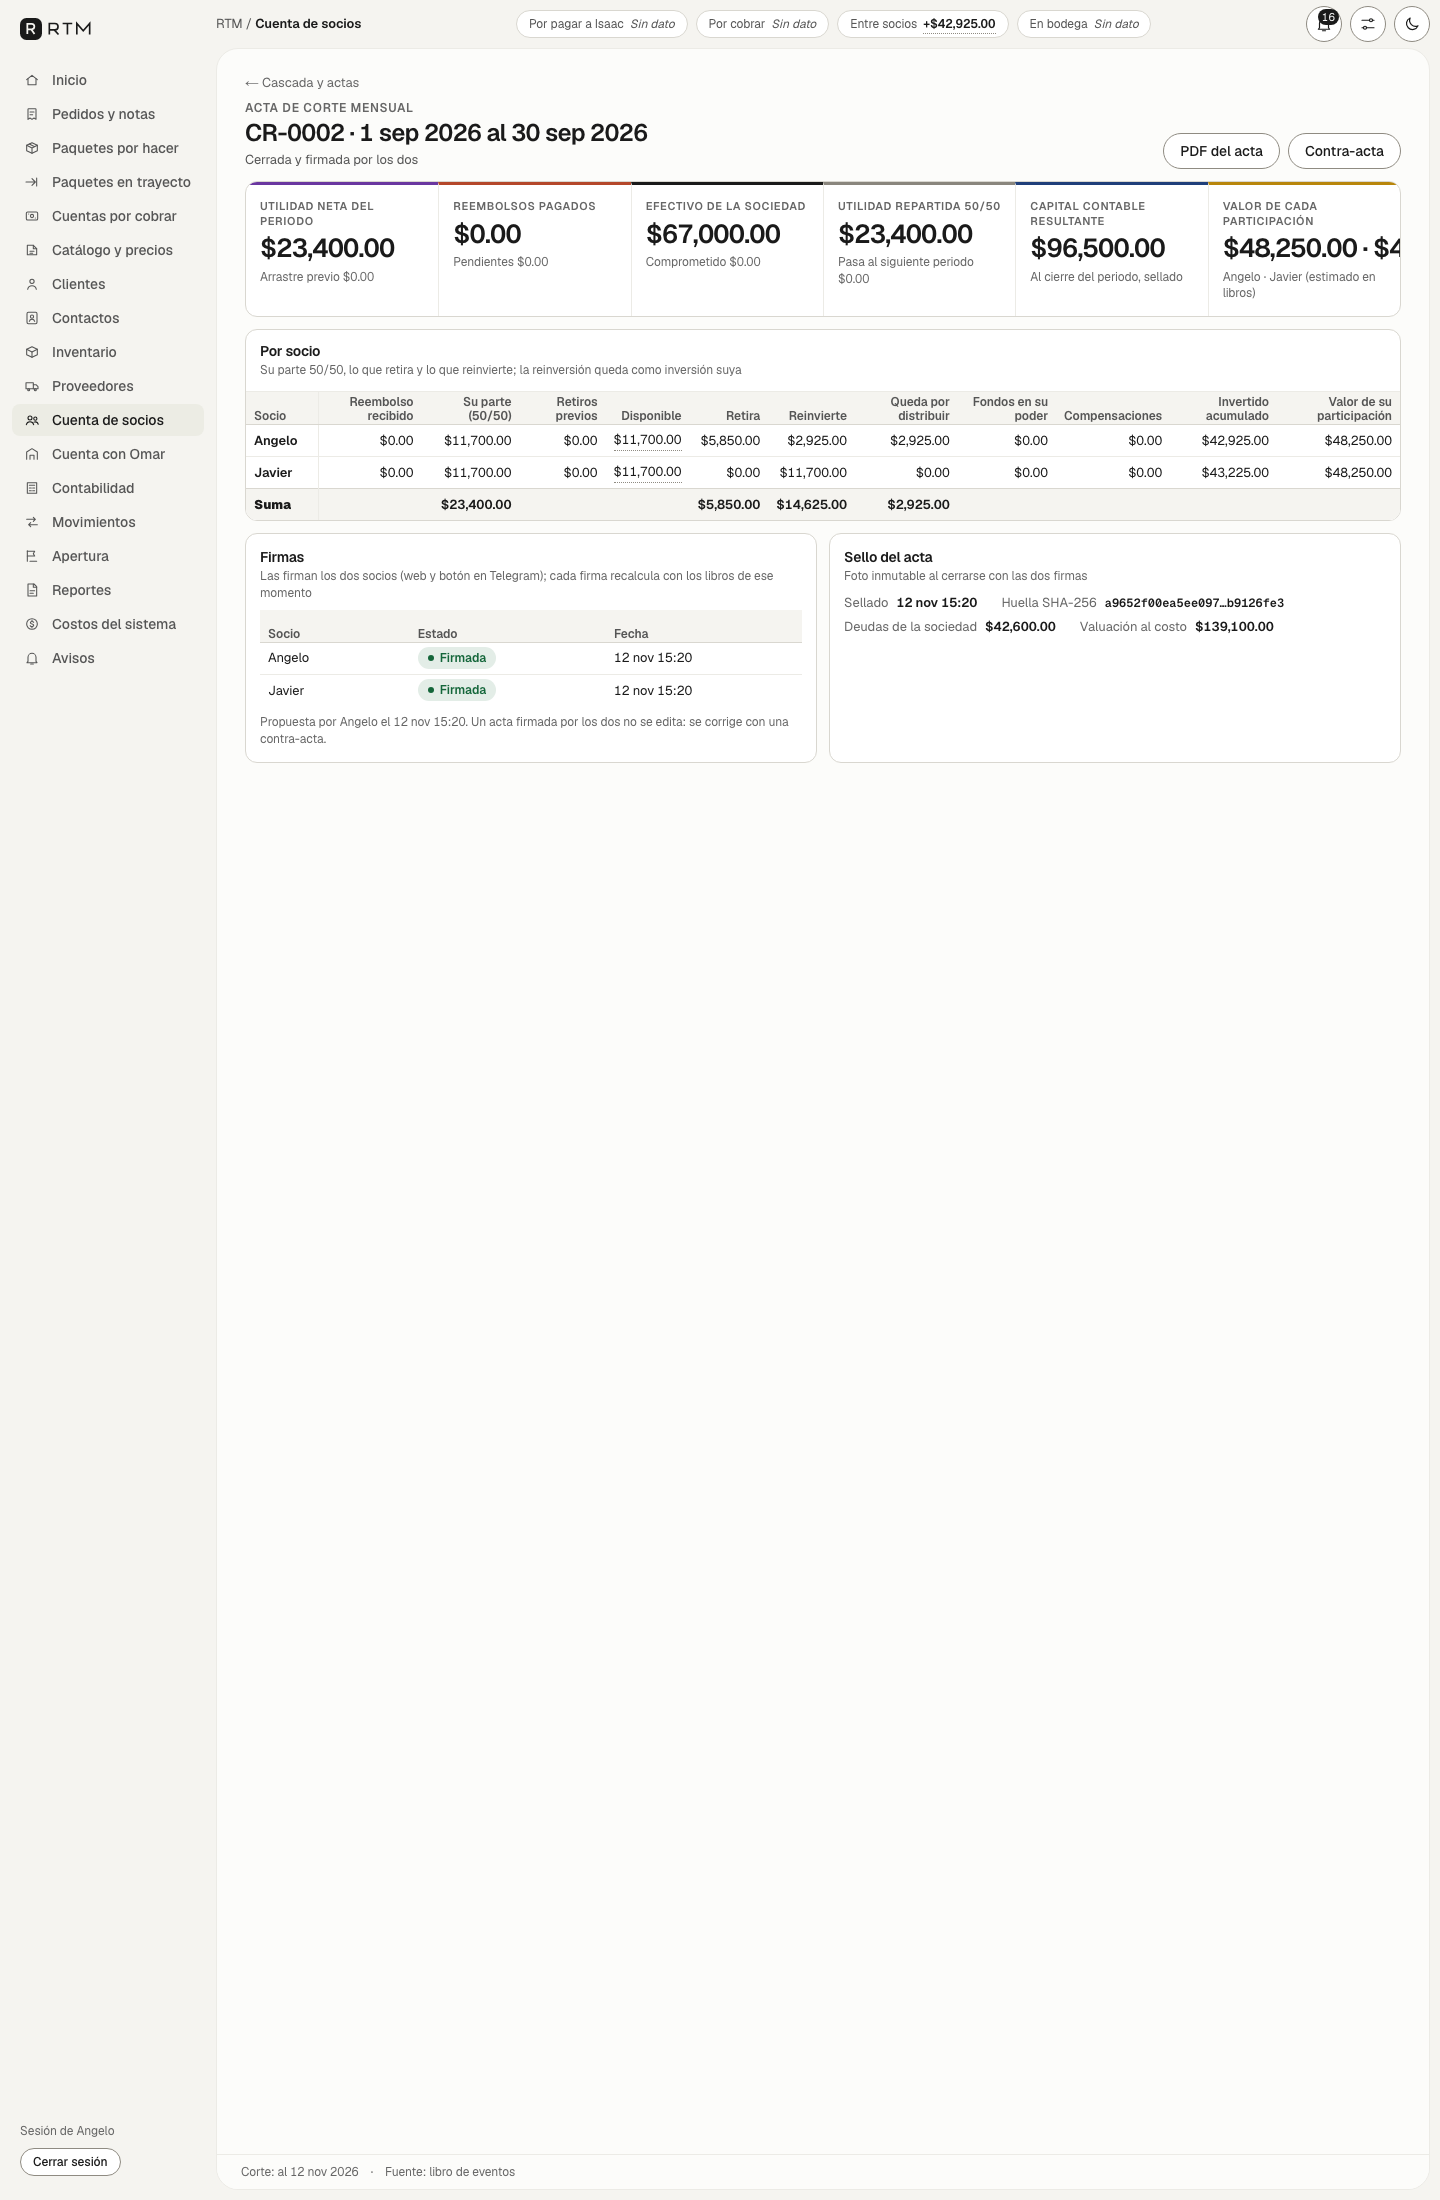 R RTM
Inicio
Pedidos y notas
Paquetes por hacer
Paquetes en trayecto
Cuentas por cobrar
Catálogo y precios
Clientes
Contactos
Inventario
Proveedores
Cuenta de socios
Cuenta con Omar
Contabilidad
Movimientos
Apertura
Reportes
Costos del sistema
Avisos
Sesión de Angelo
Cerrar sesión
RTM / Cuenta de socios
Por pagar a Isaac Sin dato
Por cobrar Sin dato
Entre socios +$42,925.00
En bodega Sin dato
16
← Cascada y actas
ACTA DE CORTE MENSUAL
CR-0002 · 1 sep 2026 al 30 sep 2026
Cerrada y firmada por los dos
PDF del acta
Contra-acta
UTILIDAD NETA DEL
PERIODO
$23,400.00
Arrastre previo $0.00
REEMBOLSOS PAGADOS
$0.00
Pendientes $0.00
EFECTIVO DE LA SOCIEDAD
$67,000.00
Comprometido $0.00
UTILIDAD REPARTIDA 50/50
$23,400.00
Pasa al siguiente periodo
$0.00
CAPITAL CONTABLE
RESULTANTE
$96,500.00
Al cierre del periodo, sellado
VALOR DE CADA
PARTICIPACIÓN
$48,250.00 · $4
Angelo · Javier (estimado en
libros)
Por socio
Su parte 50/50, lo que retira y lo que reinvierte; la reinversión queda como inversión suya
Socio Reembolso recibido Su parte (50/50) Retiros previos Disponible Retira Reinvierte Queda por distribuir Fondos en su poder Compensaciones Invertido acumulado Valor de su participación
Angelo $0.00 $11,700.00 $0.00 $11,700.00 $5,850.00 $2,925.00 $2,925.00 $0.00 $0.00 $42,925.00 $48,250.00
Javier $0.00 $11,700.00 $0.00 $11,700.00 $0.00 $11,700.00 $0.00 $0.00 $0.00 $43,225.00 $48,250.00
Suma $23,400.00 $5,850.00 $14,625.00 $2,925.00
Firmas
Las firman los dos socios (web y botón en Telegram); cada firma recalcula con los libros de ese
momento
Socio Estado Fecha
Angelo Firmada 12 nov 15:20
Javier Firmada 12 nov 15:20
Propuesta por Angelo el 12 nov 15:20. Un acta firmada por los dos no se edita: se corrige con una
contra-acta.
Sello del acta
Foto inmutable al cerrarse con las dos firmas
Sellado 12 nov 15:20 Huella SHA-256 a9652f00ea5ee097…b9126fe3
Deudas de la sociedad $42,600.00 Valuación al costo $139,100.00
Corte: al 12 nov 2026 · Fuente: libro de eventos